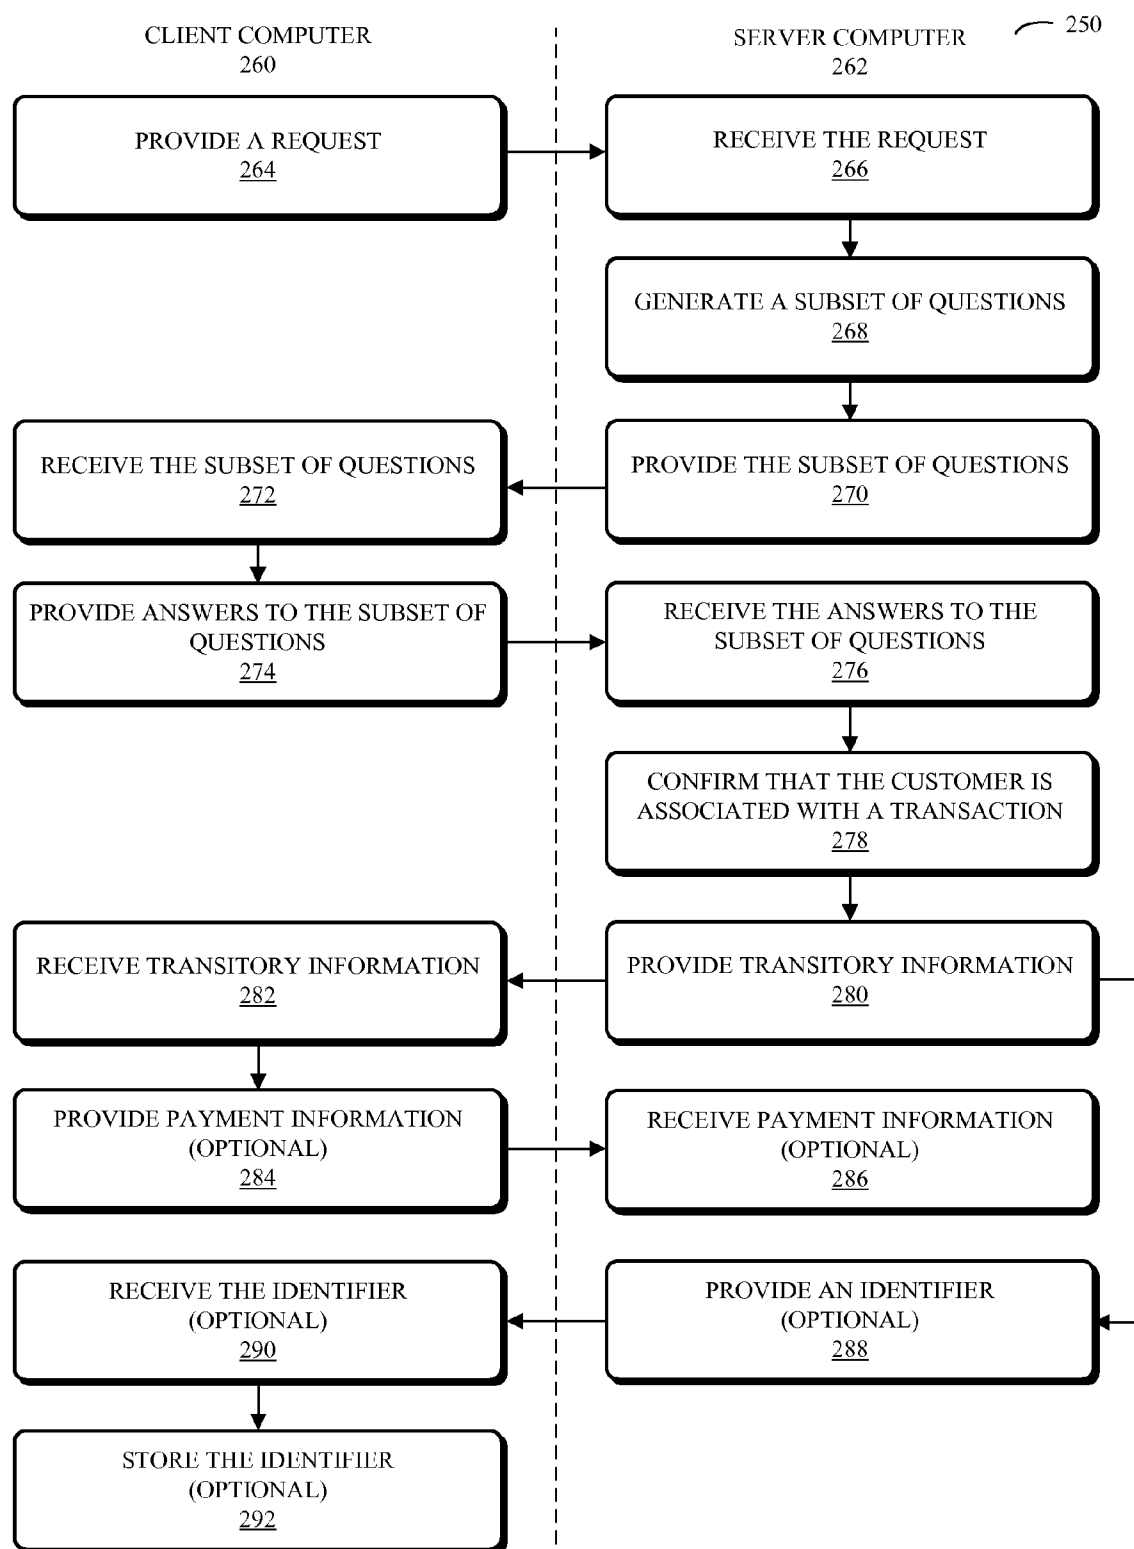 CLIENT COMPUTER
260
SERVER COMPUTER
262
250
PROVIDE A REQUEST
264
RECEIVE THE REQUEST
266
GENERATE A SUBSET OF QUESTIONS
268
RECEIVE THE SUBSET OF QUESTIONS
272
PROVIDE THE SUBSET OF QUESTIONS
270
PROVIDE ANSWERS TO THE SUBSET OF
QUESTIONS
274
RECEIVE THE ANSWERS TO THE
SUBSET OF QUESTIONS
276
CONFIRM THAT THE CUSTOMER IS
ASSOCIATED WITH A TRANSACTION
278
RECEIVE TRANSITORY INFORMATION
282
PROVIDE TRANSITORY INFORMATION
280
PROVIDE PAYMENT INFORMATION
(OPTIONAL)
284
RECEIVE PAYMENT INFORMATION
(OPTIONAL)
286
RECEIVE THE IDENTIFIER
(OPTIONAL)
290
PROVIDE AN IDENTIFIER
(OPTIONAL)
288
STORE THE IDENTIFIER
(OPTIONAL)
292